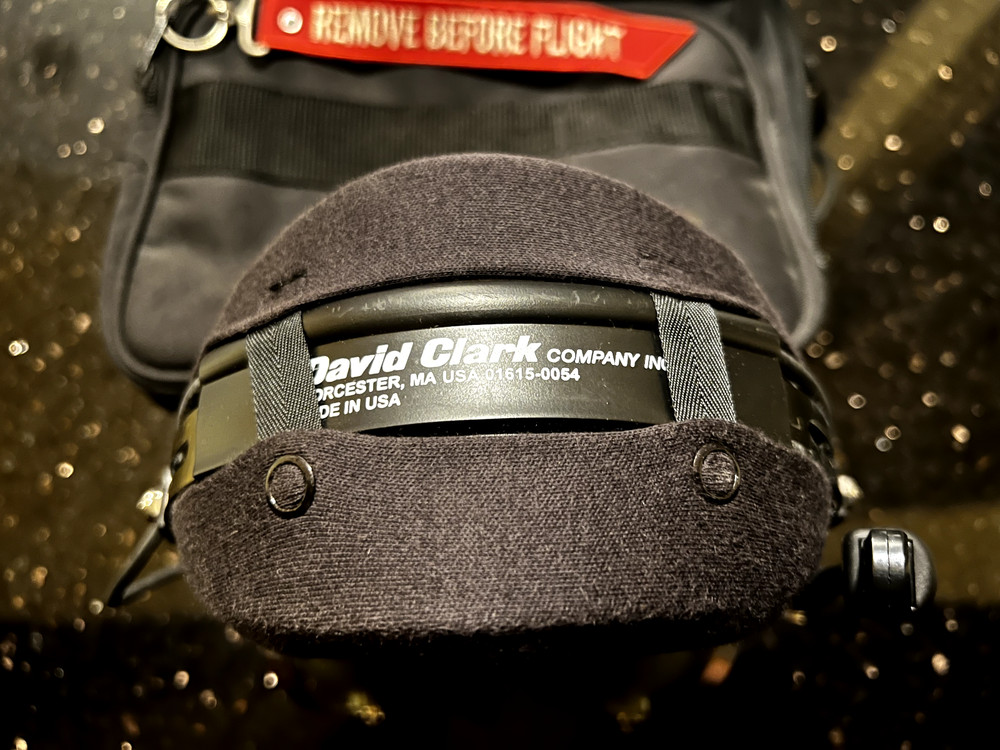 REMOVE BEFORE FLIGHT
David Clark COMPANY INC
ORCESTER, MA USA 01615-0054
DE IN USA